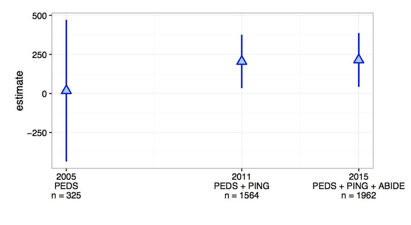 500
250
0
−250
estimate
2005 2011 2015
PEDS PEDS + PING PEDS + PING + ABIDE
n = 325 n = 1564 n = 1962